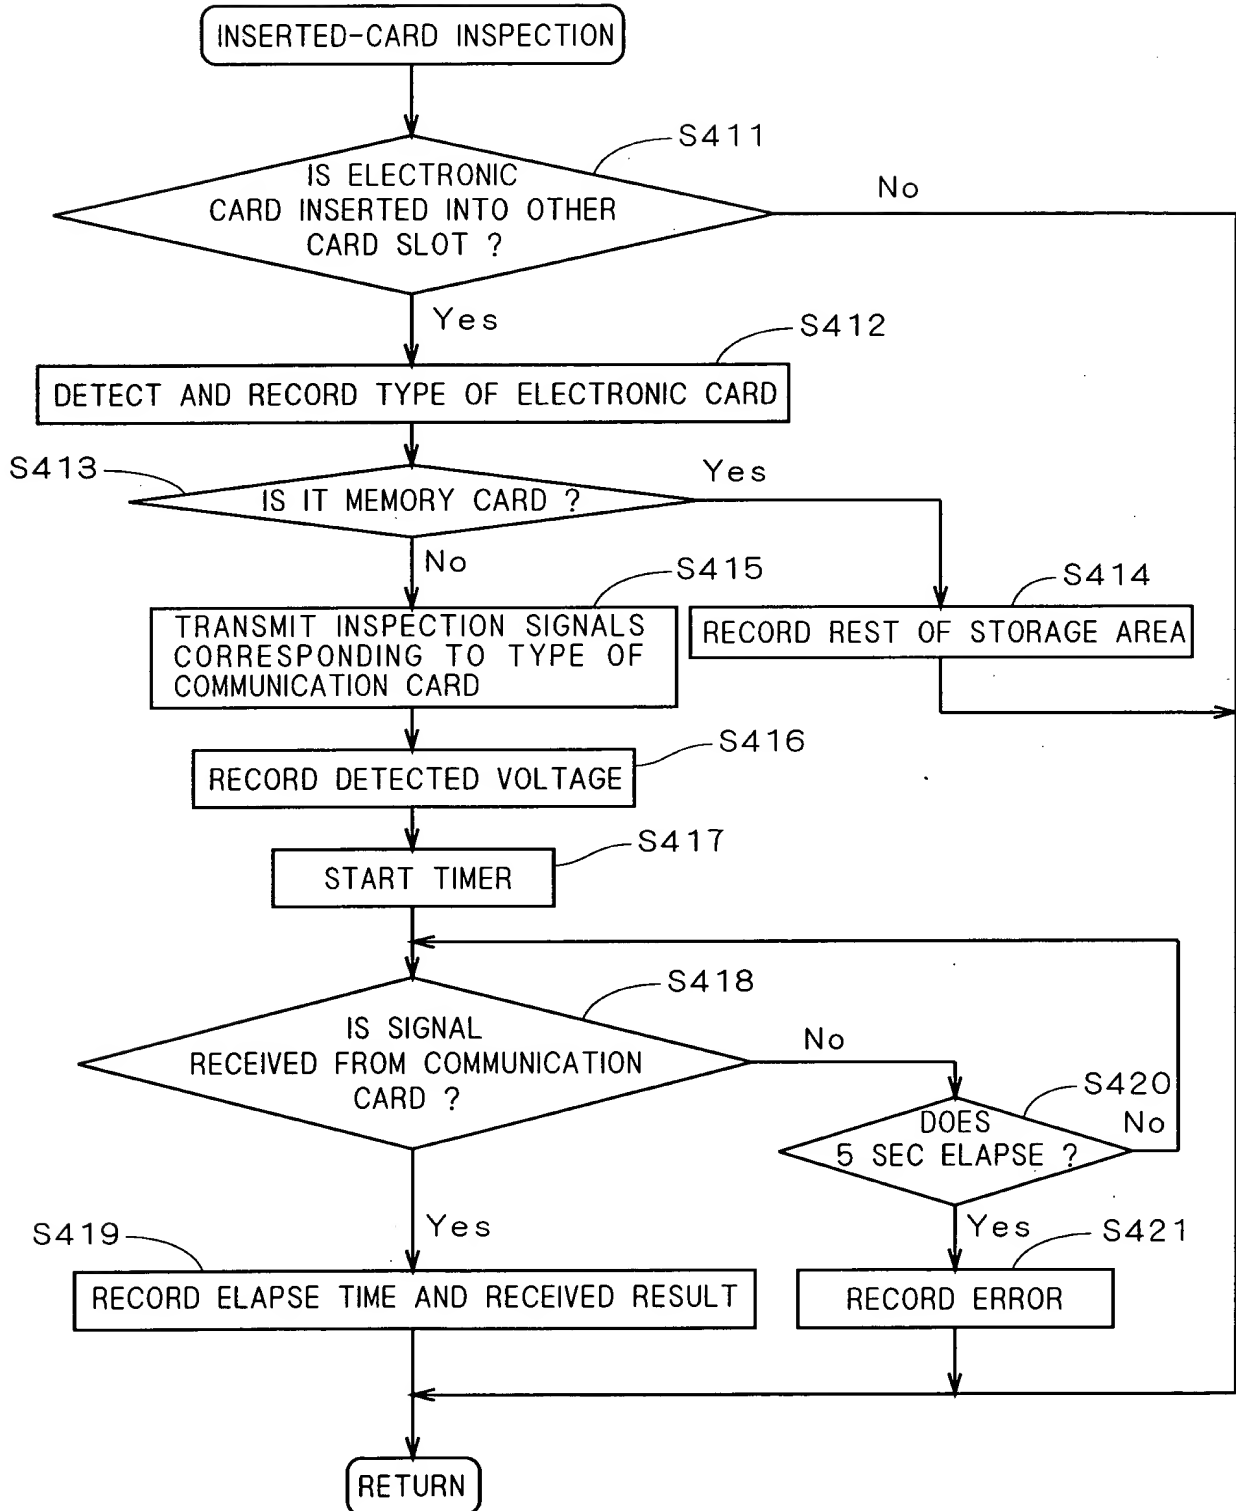 INSERTED-CARD INSPECTION
S411
IS ELECTRONIC
CARD INSERTED INTO OTHER
CARD SLOT ?
No
Yes
S412
DETECT AND RECORD TYPE OF ELECTRONIC CARD
S413
IS IT MEMORY CARD ?
Yes
No
S415
S414
TRANSMIT INSPECTION SIGNALS
CORRESPONDING TO TYPE OF
COMMUNICATION CARD
RECORD REST OF STORAGE AREA
S416
RECORD DETECTED VOLTAGE
S417
START TIMER
S418
IS SIGNAL
RECEIVED FROM COMMUNICATION
CARD ?
No
S420
DOES
5 SEC ELAPSE ?
No
Yes
Yes
S419
S421
RECORD ELAPSE TIME AND RECEIVED RESULT
RECORD ERROR
RETURN